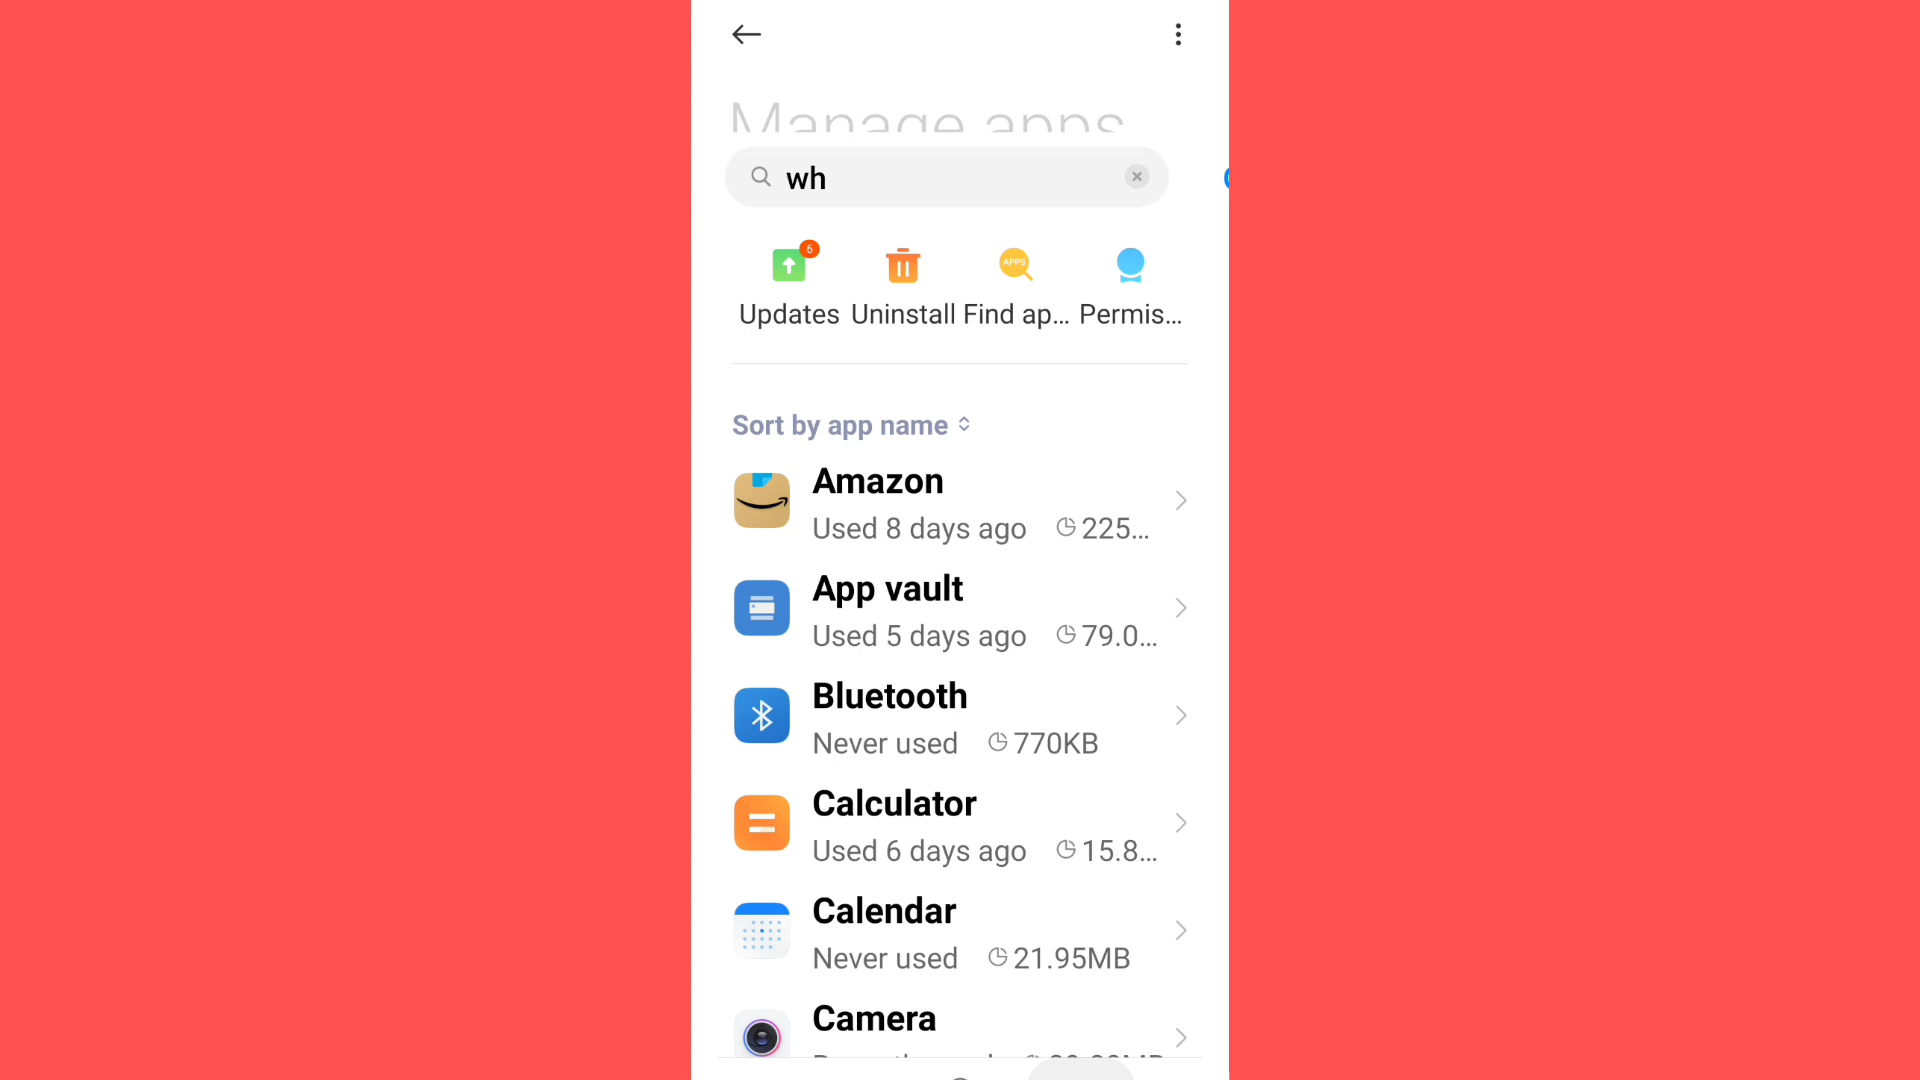 Manage apps
wh
6
APPS
Updates Uninstall Find ap... Permis...
Sort by app name
Amazon
Used 8 days ago 225...
App vault
Used 5 days ago 79.0...
Bluetooth
Never used 770KB
Calculator
Used 6 days ago 15.8...
Calendar
Never used 21.95MB
Camera